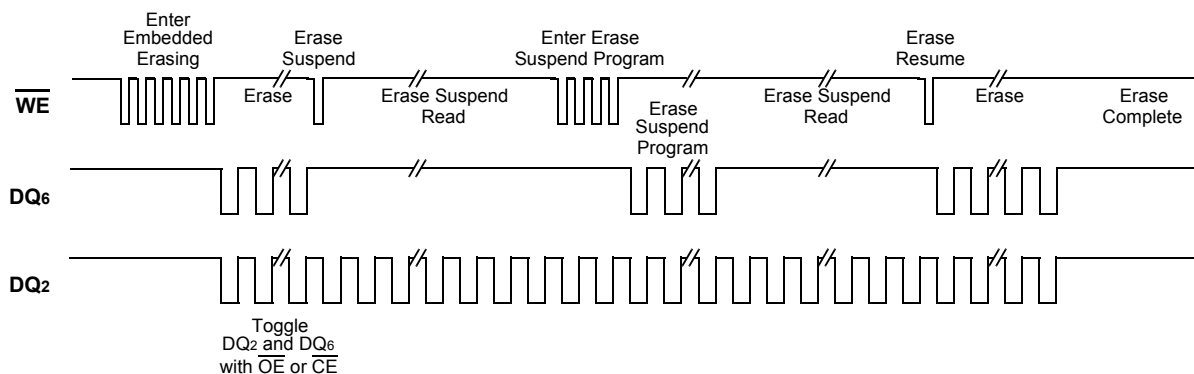 Enter
Embedded
Erasing
Erase
Suspend
Enter Erase
Suspend Program
Erase
Resume
WE
Erase
Erase Suspend
Read
Erase
Suspend
Program
Erase Suspend
Read
Erase
Erase
Complete
DQ6
DQ2
Toggle
DQ2 and DQ6
with OE or CE